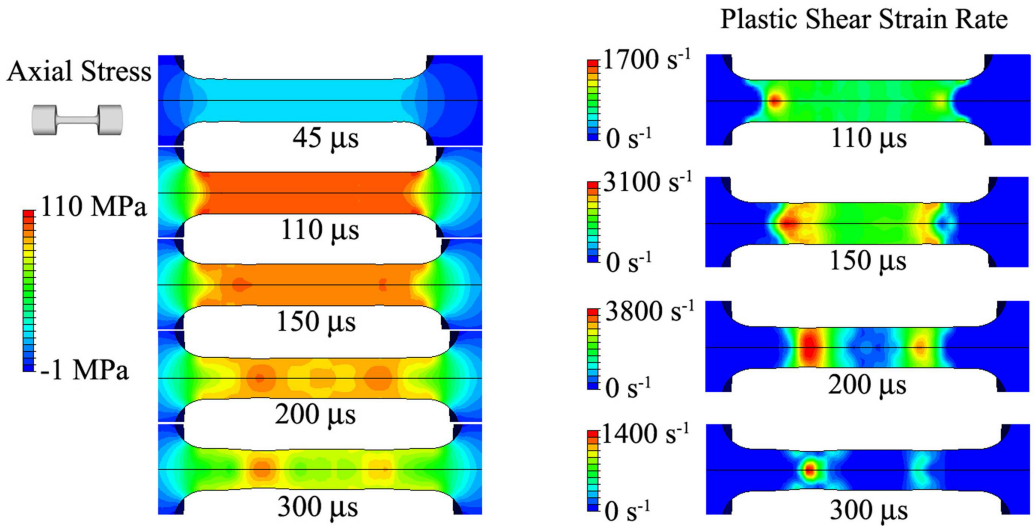 Axial Stress
110 MPa
-1 MPa
45 μs
110 μs
150 μs
200 μs
300 μs
Plastic Shear Strain Rate
1700 s⁻¹
0 s⁻¹
110 μs
3100 s⁻¹
0 s⁻¹
150 μs
3800 s⁻¹
0 s⁻¹
200 μs
1400 s⁻¹
0 s⁻¹
300 μs